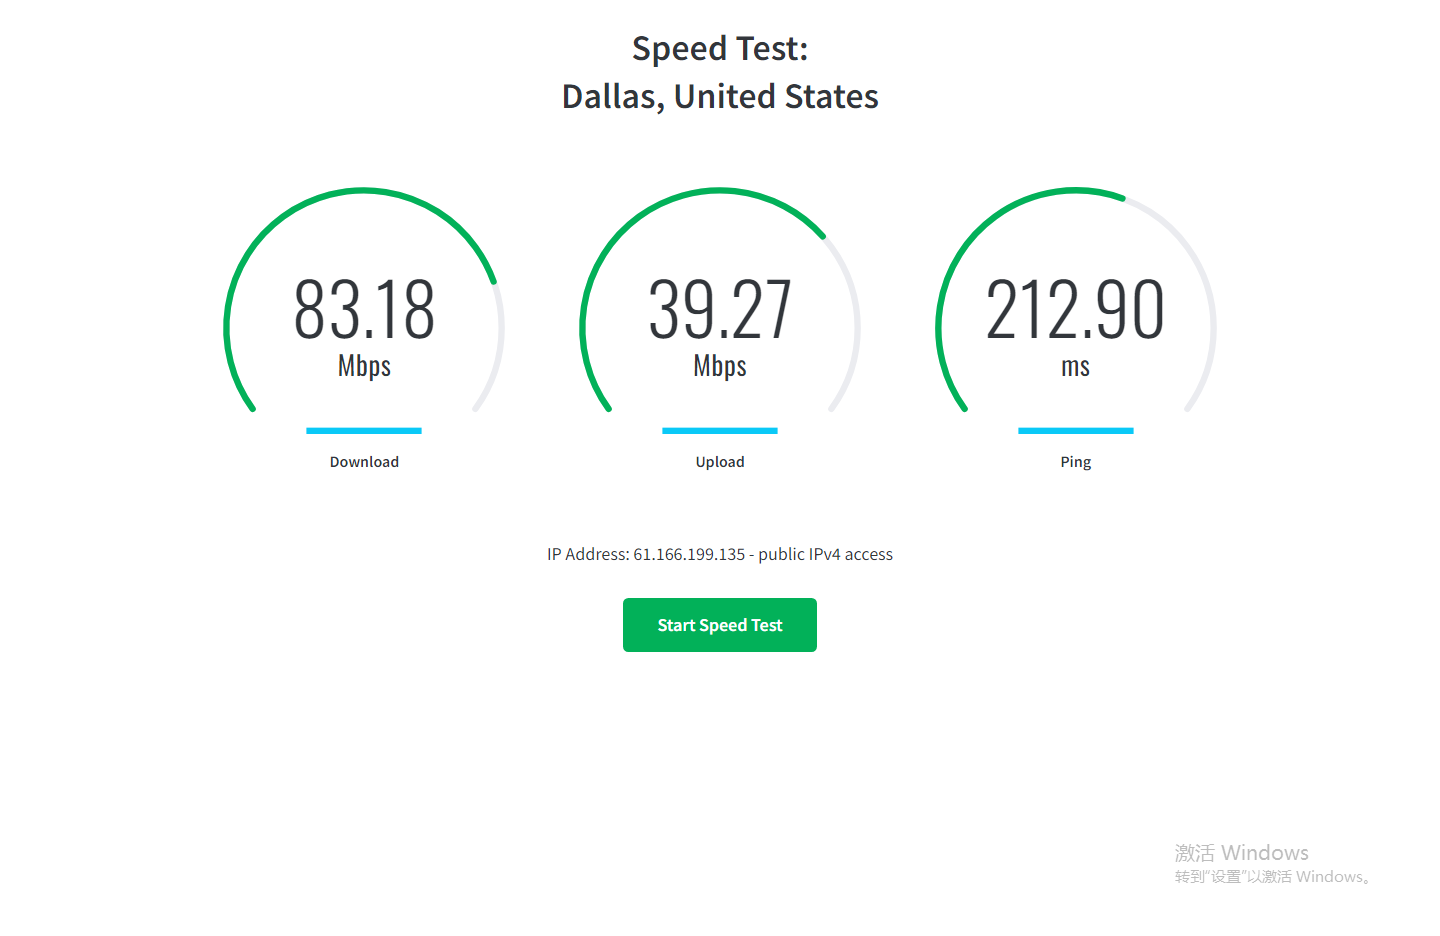 Speed Test:
Dallas, United States
83.18
Mbps
Download
39.27
Mbps
Upload
212.90
ms
Ping
IP Address: 61.166.199.135 - public IPv4 access
Start Speed Test
激活 Windows
转到“设置”以激活 Windows。